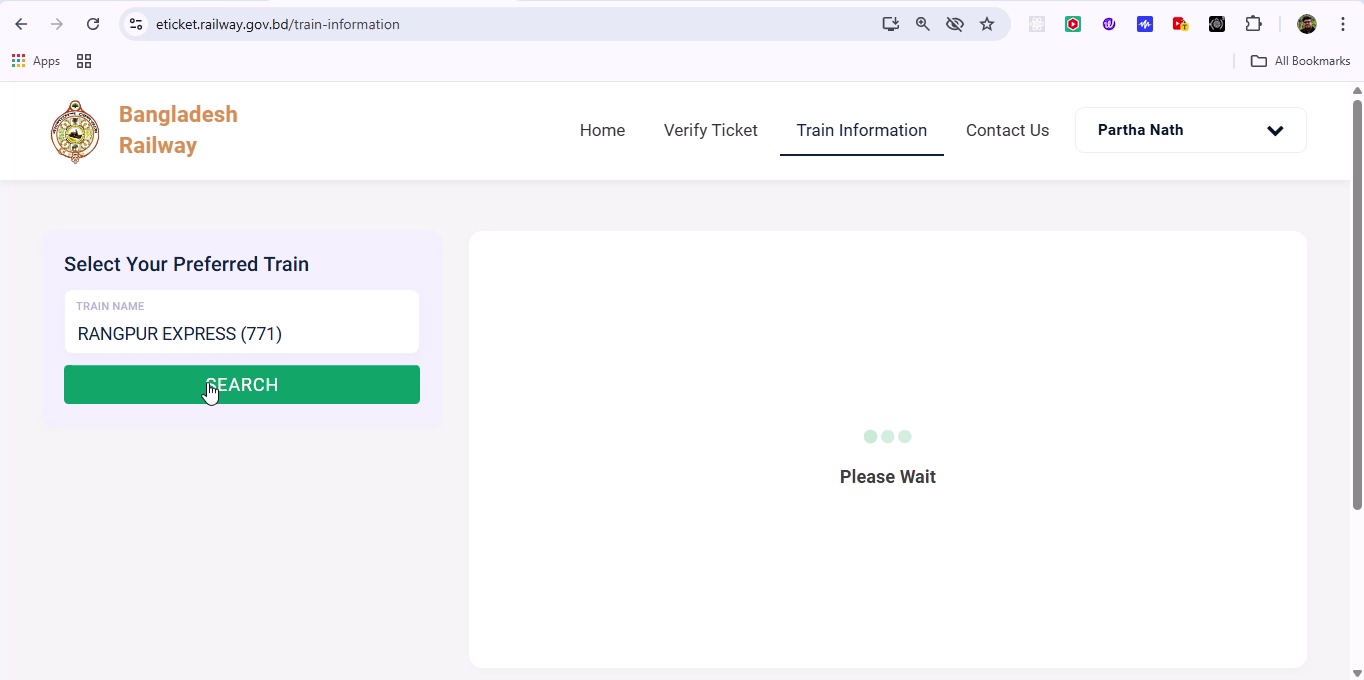 eticket.railway.gov.bd/train-information
Apps
All Bookmarks
Bangladesh
Railway
Home
Verify Ticket
Train Information
Contact Us
Partha Nath
Select Your Preferred Train
TRAIN NAME
RANGPUR EXPRESS (771)
SEARCH
Please Wait